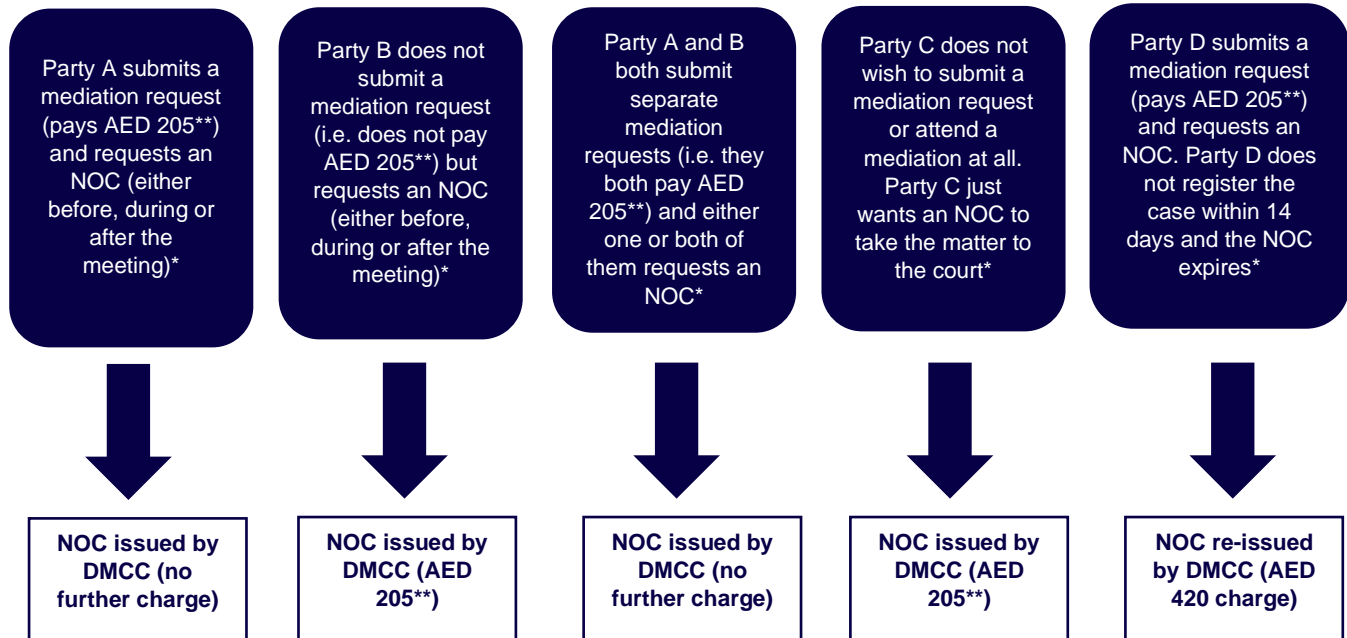 Party A submits a
mediation request
(pays AED 205**)
and requests an
NOC (either
before, during or
after the
meeting)*
Party B does not
submit a
mediation request
(i.e. does not pay
AED 205**) but
requests an NOC
(either before,
during or after the
meeting)*
Party A and B
both submit
separate
mediation
requests (i.e. they
both pay AED
205**) and either
one or both of
them requests an
NOC*
Party C does not
wish to submit a
mediation request
or attend a
mediation at all.
Party C just
wants an NOC to
take the matter to
the court*
Party D submits a
mediation request
(pays AED 205**)
and requests an
NOC. Party D does
not register the
case within 14
days and the NOC
expires*
NOC issued by
DMCC (no
further charge)
NOC issued by
DMCC (AED
205**)
NOC issued by
DMCC (no
further charge)
NOC issued by
DMCC (AED
205**)
NOC re-issued
by DMCC (AED
420 charge)